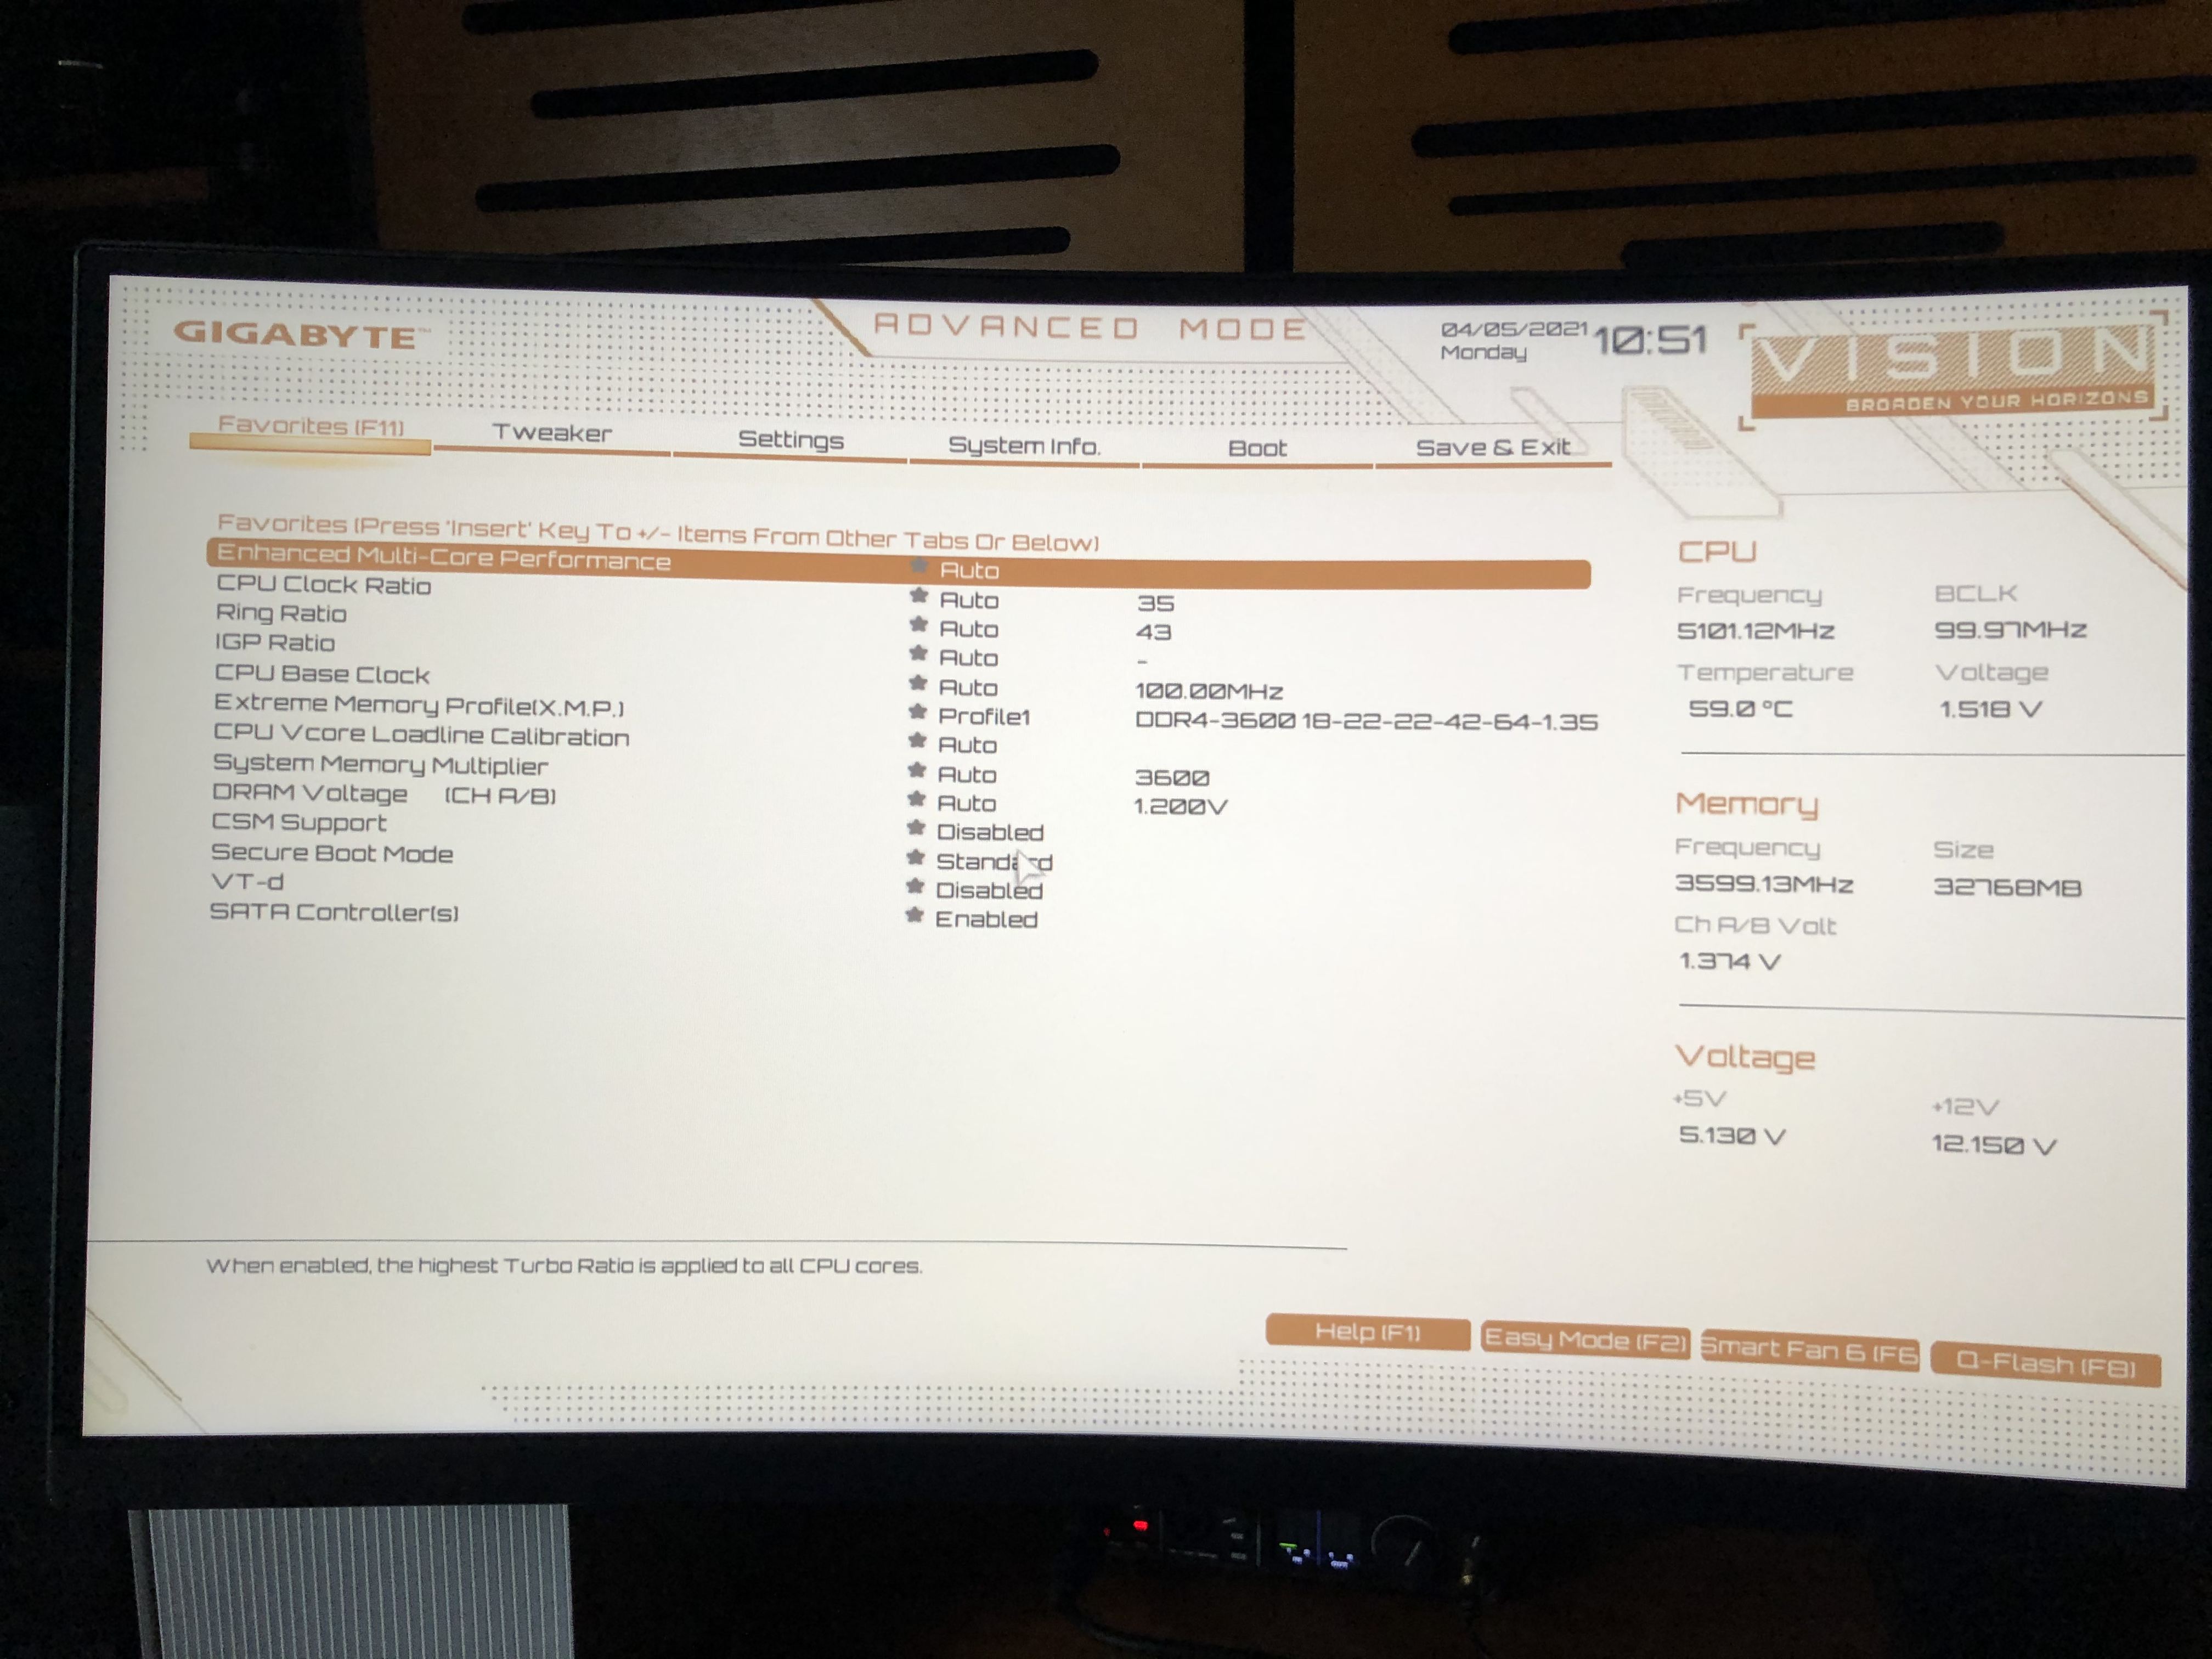 GIGABYTE™
ADVANCED MODE
04/05/2021 10:51
Monday
VISION
BROADEN YOUR HORIZONS
Favorites (F11) Tweaker Settings System Info. Boot Save & Exit
Favorites (Press 'Insert' Key To +/- Items From Other Tabs Or Below)
Enhanced Multi-Core Performance Auto
CPU Clock Ratio Auto 35
Ring Ratio Auto 43
IGP Ratio Auto -
CPU Base Clock Auto 100.00MHz
Extreme Memory Profile(X.M.P.) Profile1 DDR4-3600 18-22-22-42-64-1.35
CPU Vcore Loadline Calibration Auto
System Memory Multiplier Auto 3600
DRAM Voltage (CH A/B) Auto 1.200V
CSM Support Disabled
Secure Boot Mode Standard
VT-d Disabled
SATA Controller(s) Enabled
CPU
Frequency BCLK
5101.12MHz 99.97MHz
Temperature Voltage
59.0 °C 1.518 V
Memory
Frequency Size
3599.13MHz 32768MB
Ch A/B Volt
1.374 V
Voltage
+5V +12V
5.130 V 12.150 V
When enabled, the highest Turbo Ratio is applied to all CPU cores.
Help (F1) Easy Mode (F2) Smart Fan 6 (F6 Q-Flash (F8)